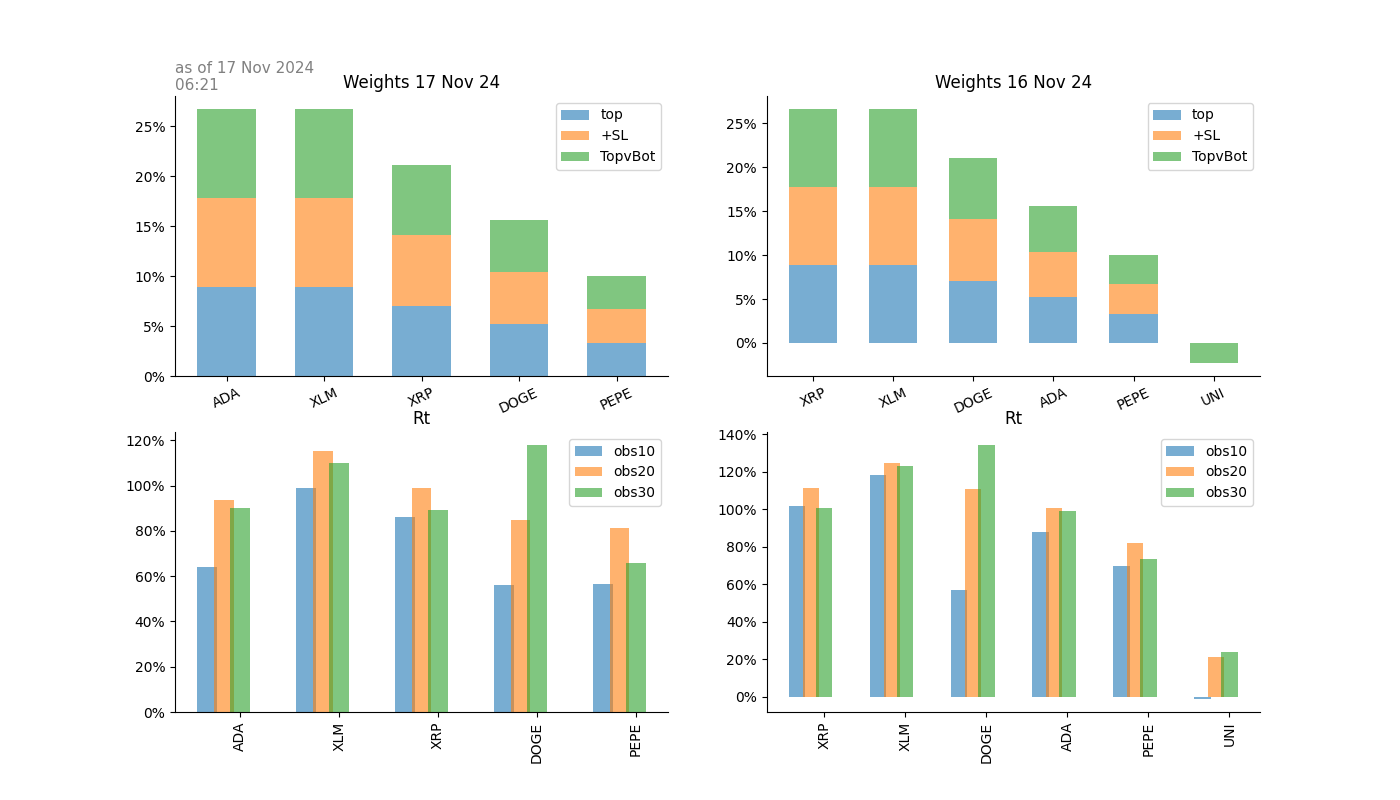 as of 17 Nov 2024
06:21
Weights 17 Nov 24
25%
20%
15%
10%
5%
0%
top
+SL
TopvBot
ADA
XLM
XRP
DOGE
PEPE
Weights 16 Nov 24
25%
20%
15%
10%
5%
0%
top
+SL
TopvBot
XRP
XLM
DOGE
ADA
PEPE
UNI
Rt
120%
100%
80%
60%
40%
20%
0%
obs10
obs20
obs30
ADA
XLM
XRP
DOGE
PEPE
Rt
140%
120%
100%
80%
60%
40%
20%
0%
obs10
obs20
obs30
XRP
XLM
DOGE
ADA
PEPE
UNI